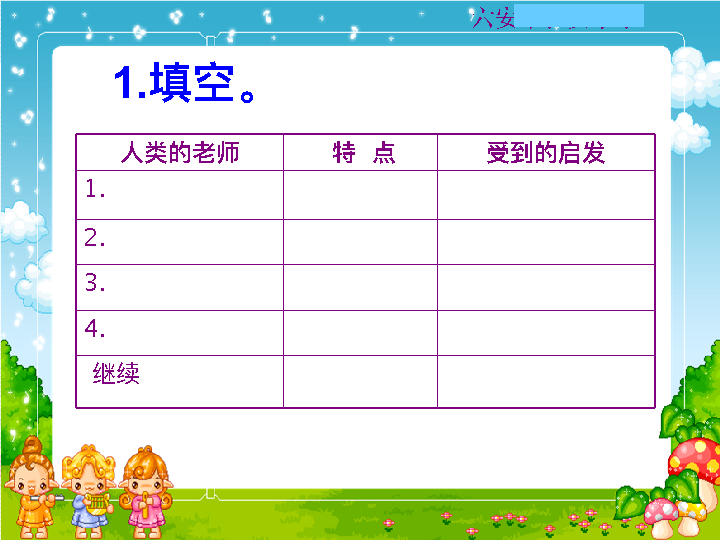 六安
1.填空。
人类的老师 特 点 受到的启发
1.
2.
3.
4.
继续